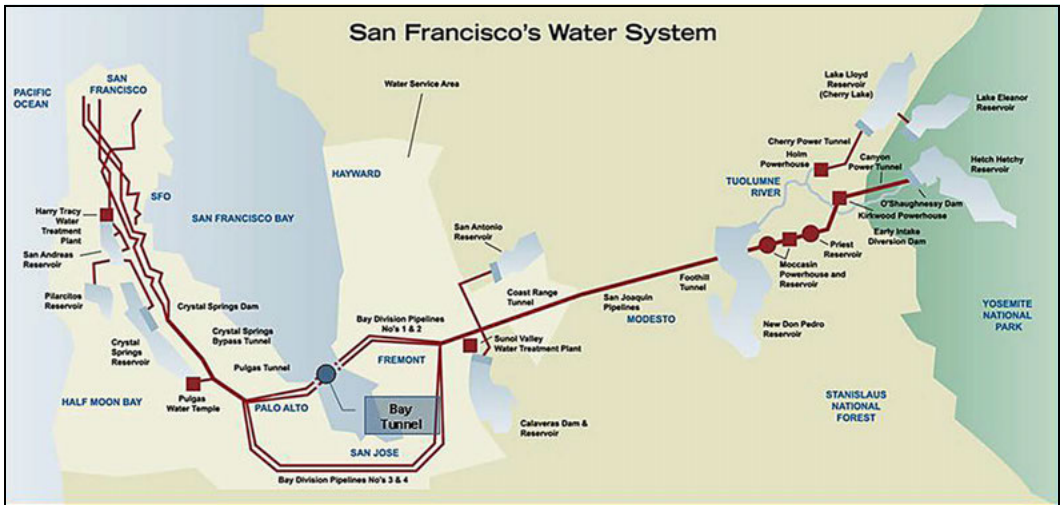 San Francisco's Water System
PACIFIC
OCEAN
SAN
FRANCISCO
Water Service Area
Lake Lloyd
Reservoir
(Cherry Lake)
Lake Eleanor
Reservoir
Cherry Power Tunnel
Holm
Powerhouse
Canyon
Power Tunnel
Hetch Hetchy
Reservoir
HAYWARD
TUOLUMNE
RIVER
SFO
SAN FRANCISCO BAY
O'Shaughnessy Dam
Kirkwood Powerhouse
Harry Tracy
Water
Treatment
Plant
San Antonio
Reservoir
Early Intake
Diversion Dam
Priest
Reservoir
San Andreas
Reservoir
Moccasin
Powerhouse and
Reservoir
Foothill
Tunnel
Pilarcitos
Reservoir
Coast Range
Tunnel
San Joaquin
Pipelines
Crystal Springs Dam
MODESTO
YOSEMITE
NATIONAL
PARK
Crystal
Springs
Reservoir
Crystal Springs
Bypass Tunnel
Bay Division Pipelines
No's 1 & 2
New Don Pedro
Reservoir
Sunol Valley
Water Treatment Plant
FREMONT
Pulgas Tunnel
HALF MOON BAY
Pulgas
Water Temple
PALO ALTO
Bay
Tunnel
STANISLAUS
NATIONAL
FOREST
Calaveras Dam &
Reservoir
SAN JOSE
Bay Division Pipelines No's 3 & 4